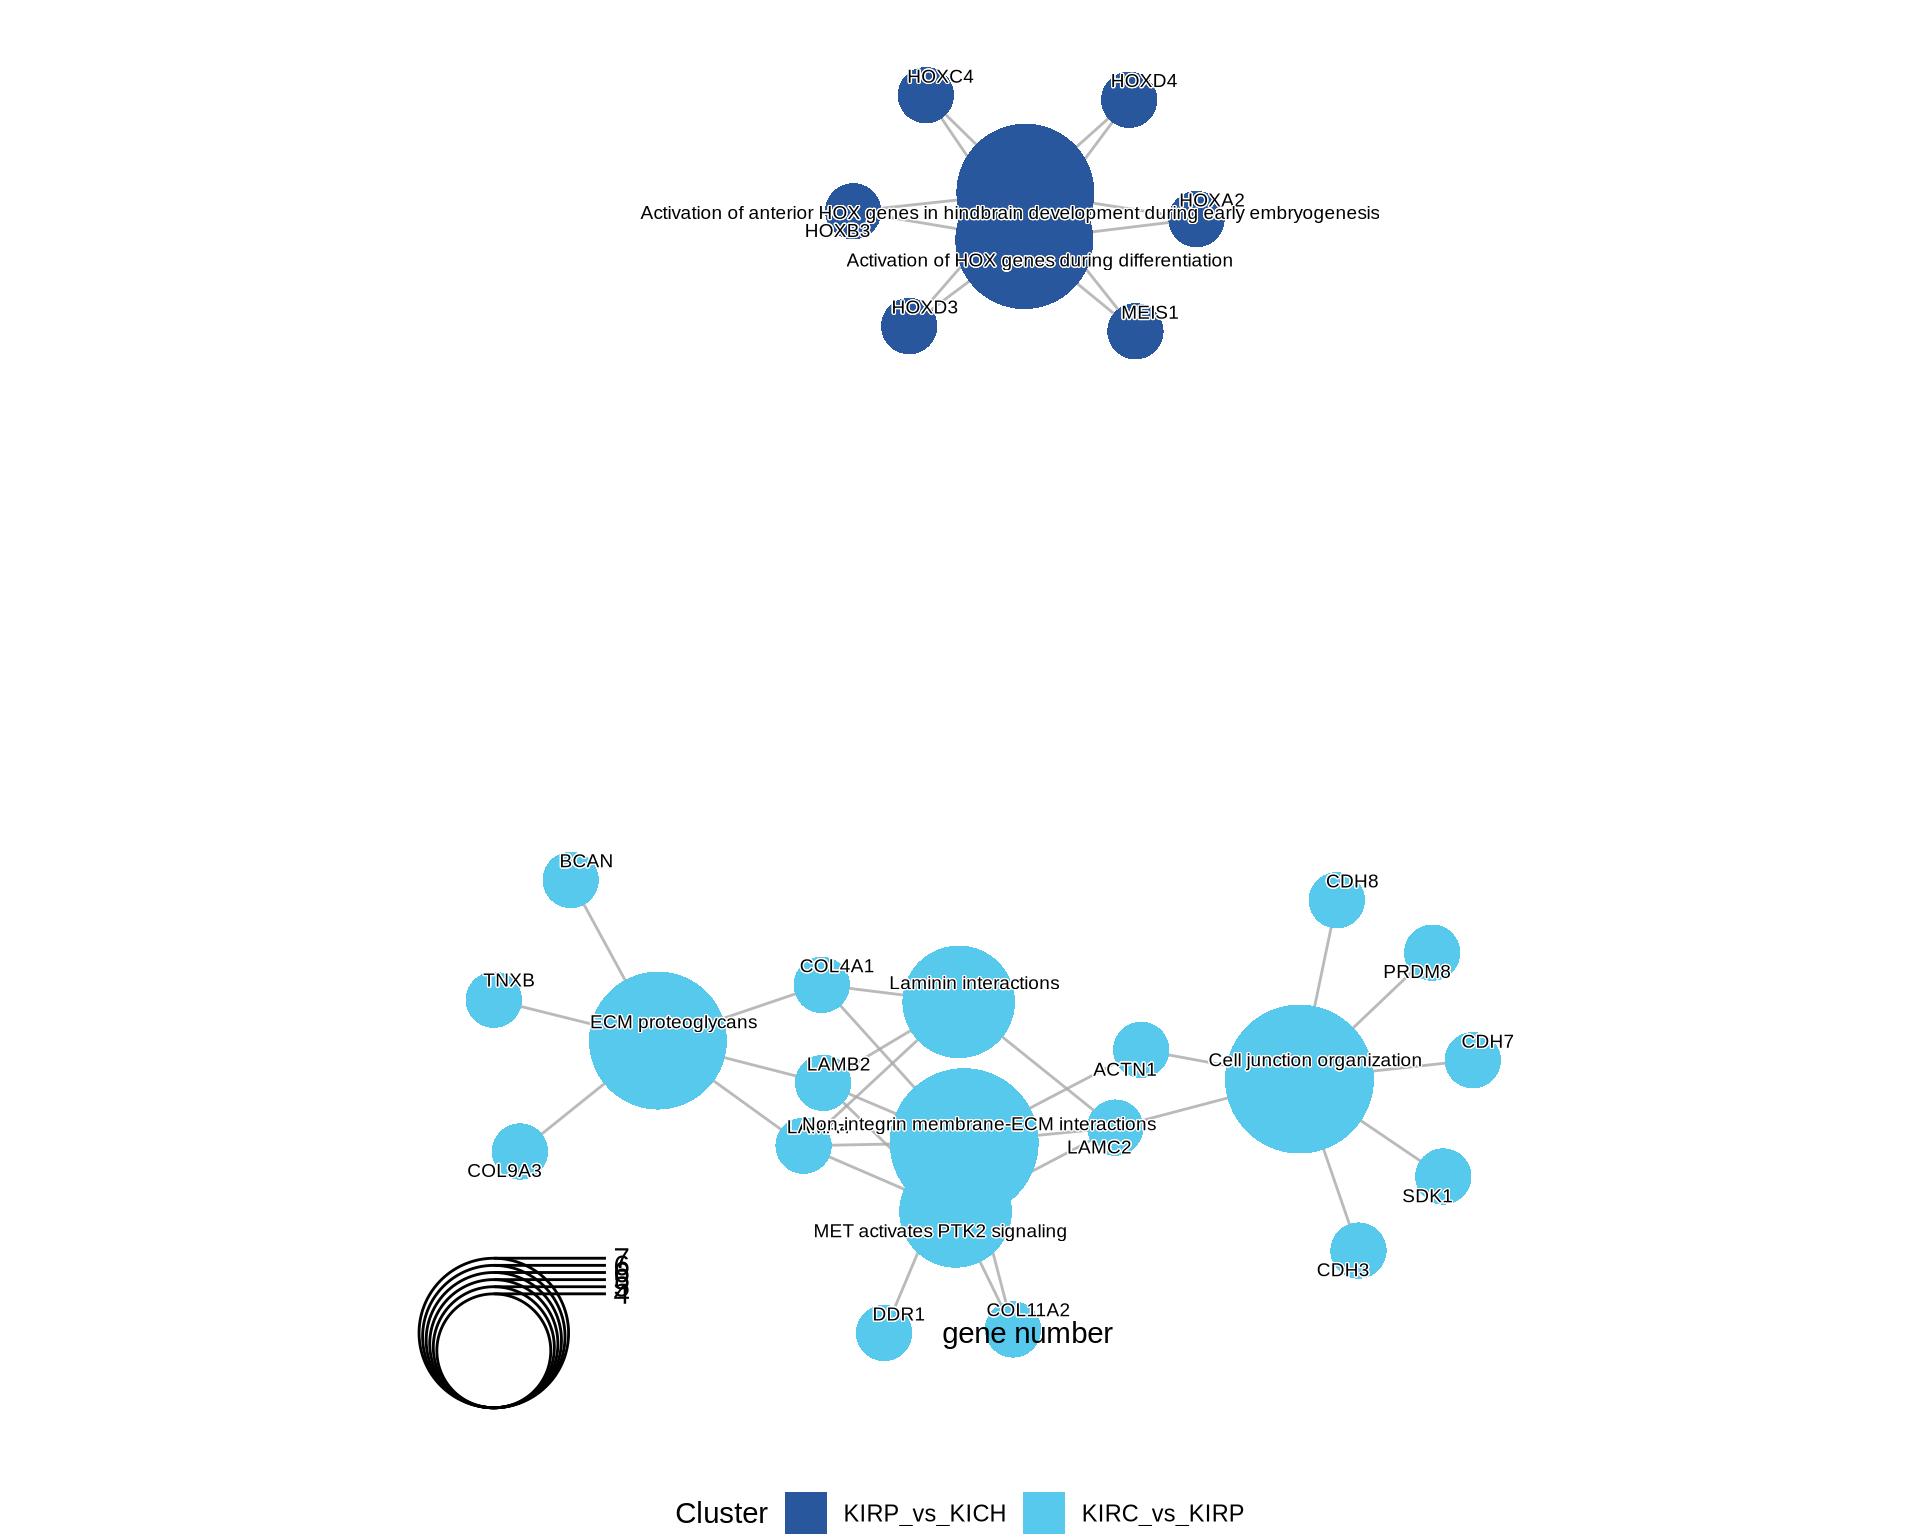 HOXC4
HOXD4
HOXA2
Activation of anterior HOX genes in hindbrain development during early embryogenesis
HOXB3
Activation of HOX genes during differentiation
HOXD3
MEIS1
BCAN
CDH8
COL4A1
PRDM8
TNXB
Laminin interactions
ECM proteoglycans
CDH7
Cell junction organization
LAMB2
ACTN1
Non-integrin membrane-ECM interactions
LAMC2
COL9A3
SDK1
MET activates PTK2 signaling
CDH3
7
4
COL11A2
DDR1
gene number
Cluster KIRP_vs_KICH KIRC_vs_KIRP